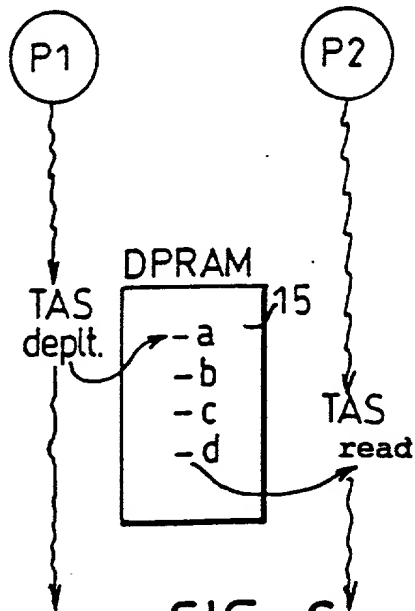 P1
P2
DPRAM
15
TAS
deplt.
-a
-b
-c
-d
TAS
read